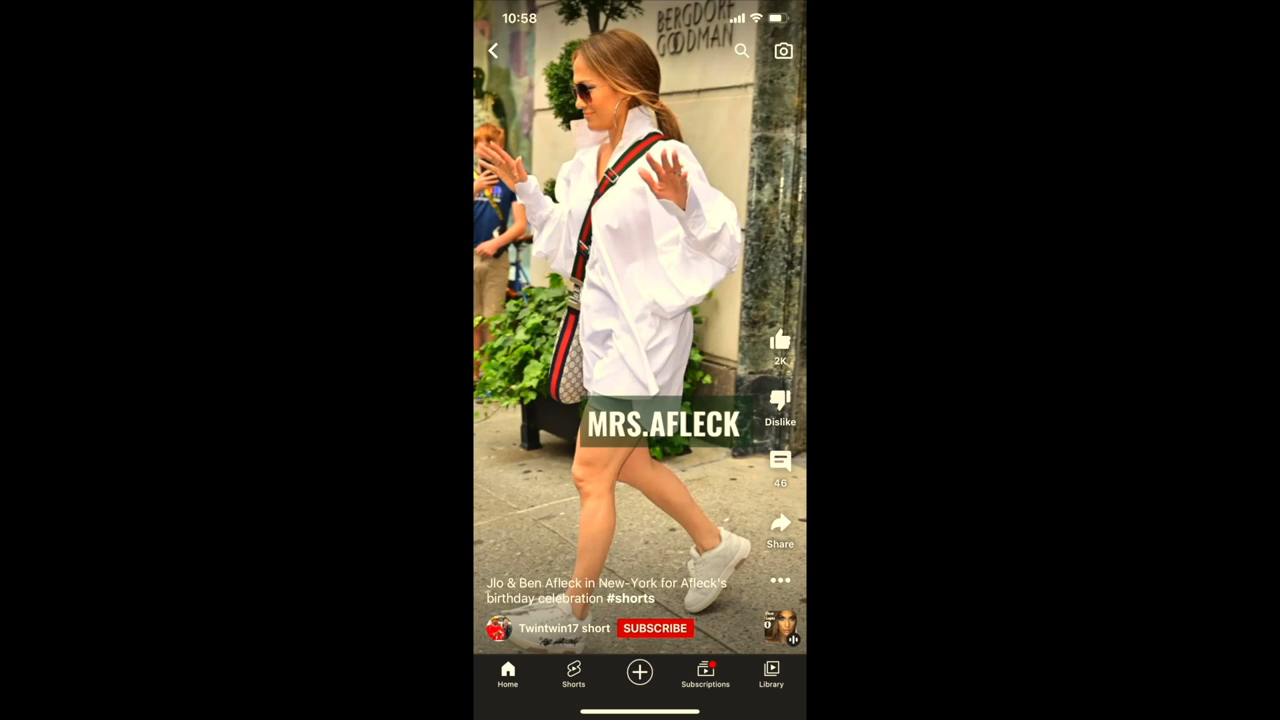 10:58
BERGDORF
GOODMAN
2K
MRS.AFLECK
Dislike
46
Share
Jlo & Ben Afleck in New-York for Afleck's
birthday celebration #shorts
Twintwin17 short
SUBSCRIBE
Home
Shorts
Subscriptions
Library